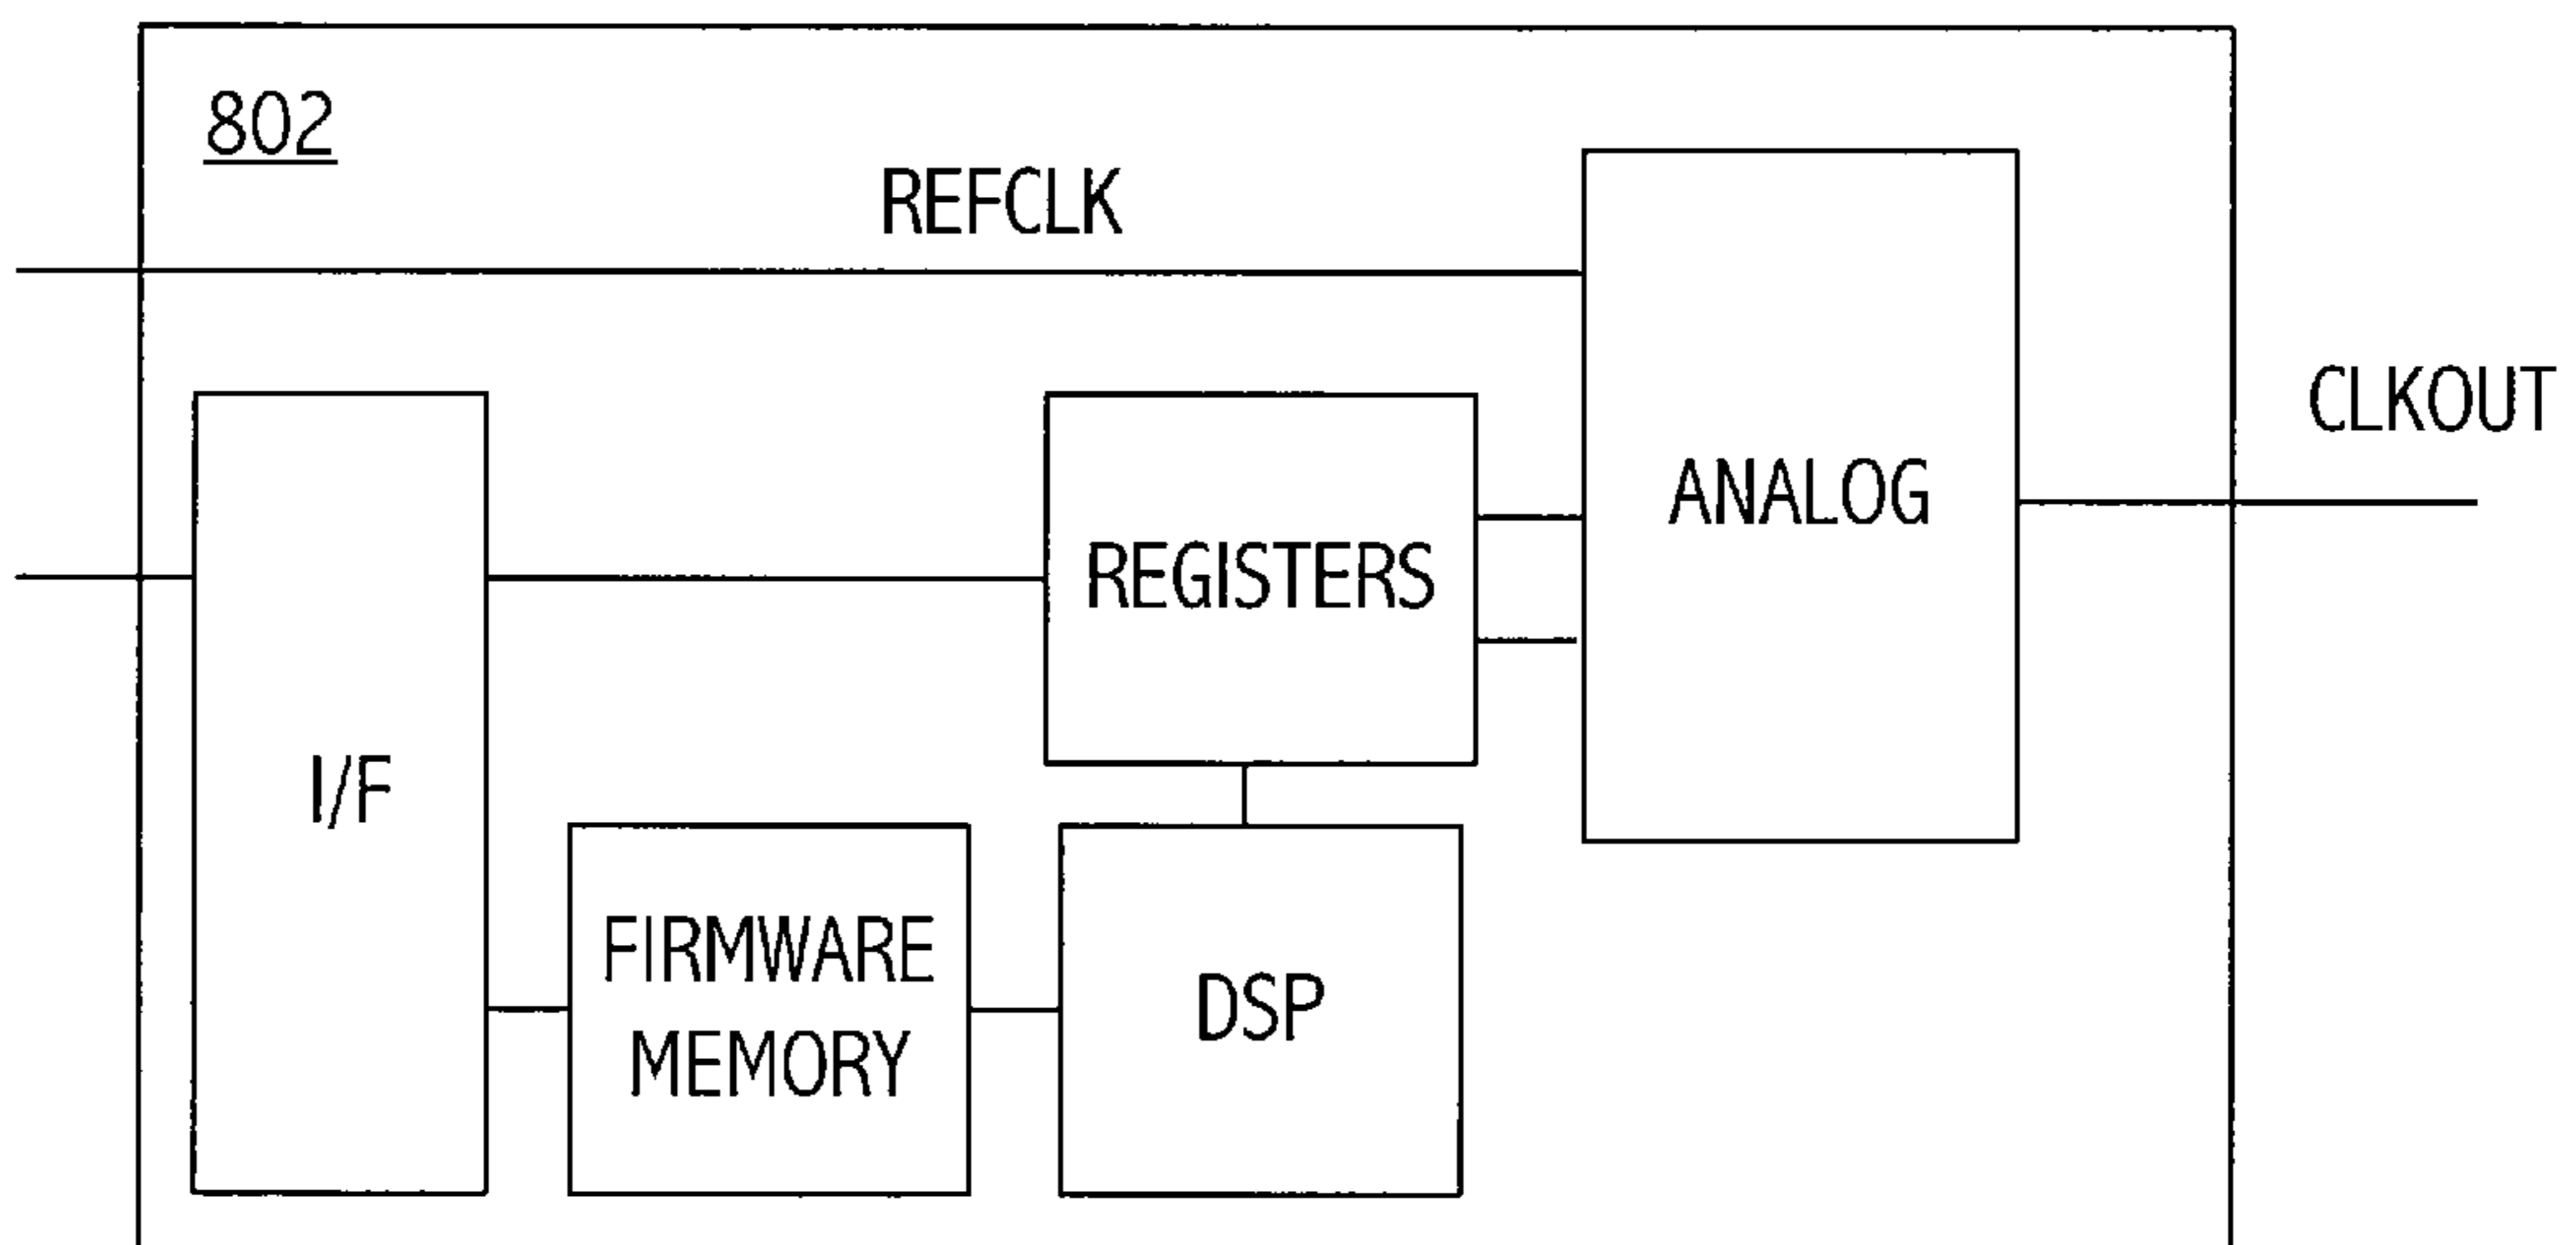 802
REFCLK
CLKOUT
ANALOG
REGISTERS
I/F
FIRMWARE
MEMORY
DSP